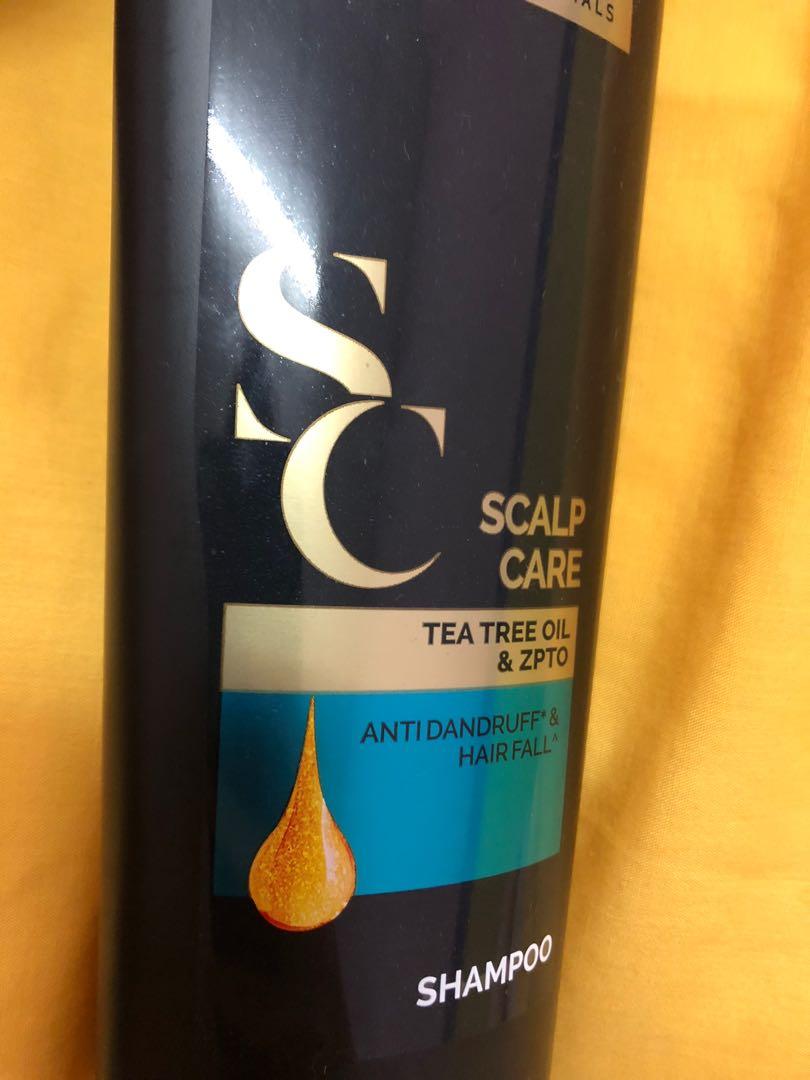 SC
SCALP
CARE
TEA TREE OIL
& ZPTO
ANTI DANDRUFF* &
HAIR FALL^
SHAMPOO